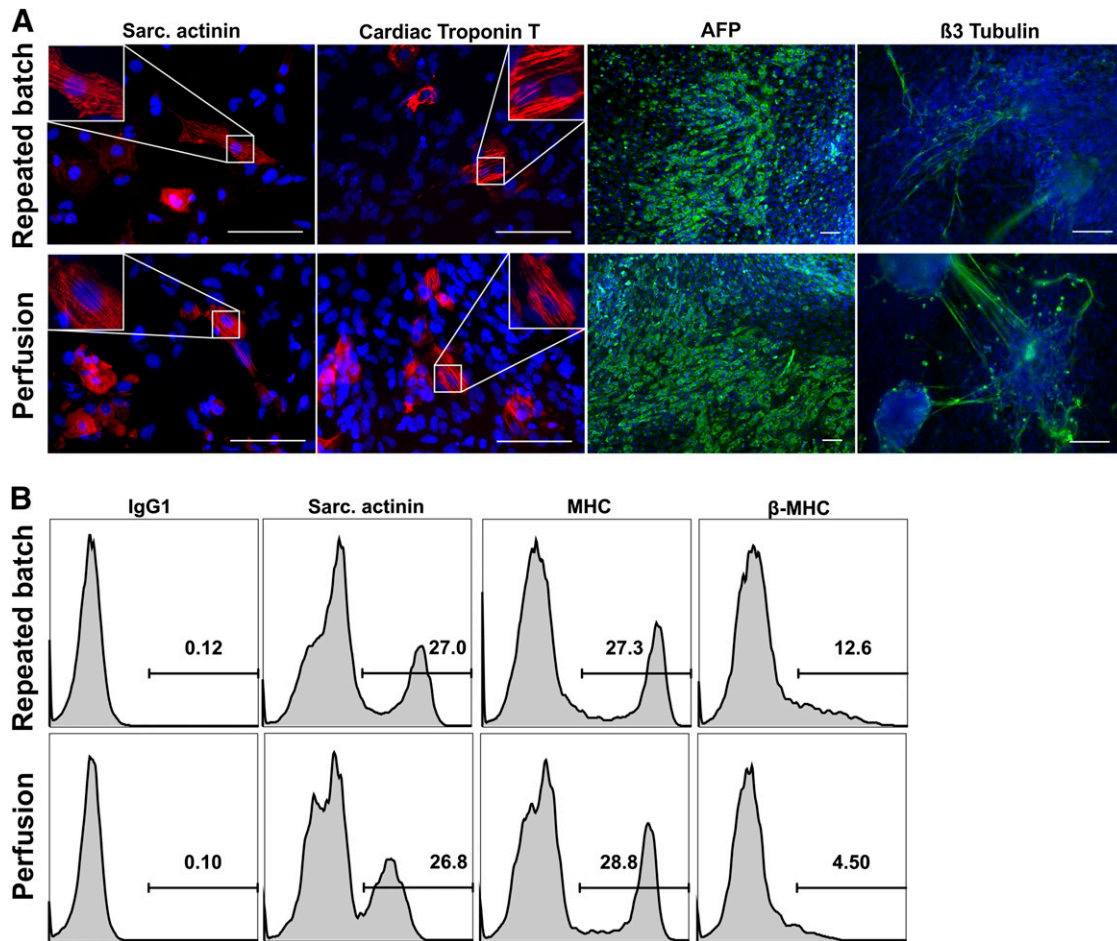 A
Sarc. actinin Cardiac Troponin T AFP ß3 Tubulin
Repeated batch
Perfusion
B
IgG1 Sarc. actinin MHC β-MHC
Repeated batch
0.12 27.0 27.3 12.6
Perfusion
0.10 26.8 28.8 4.50